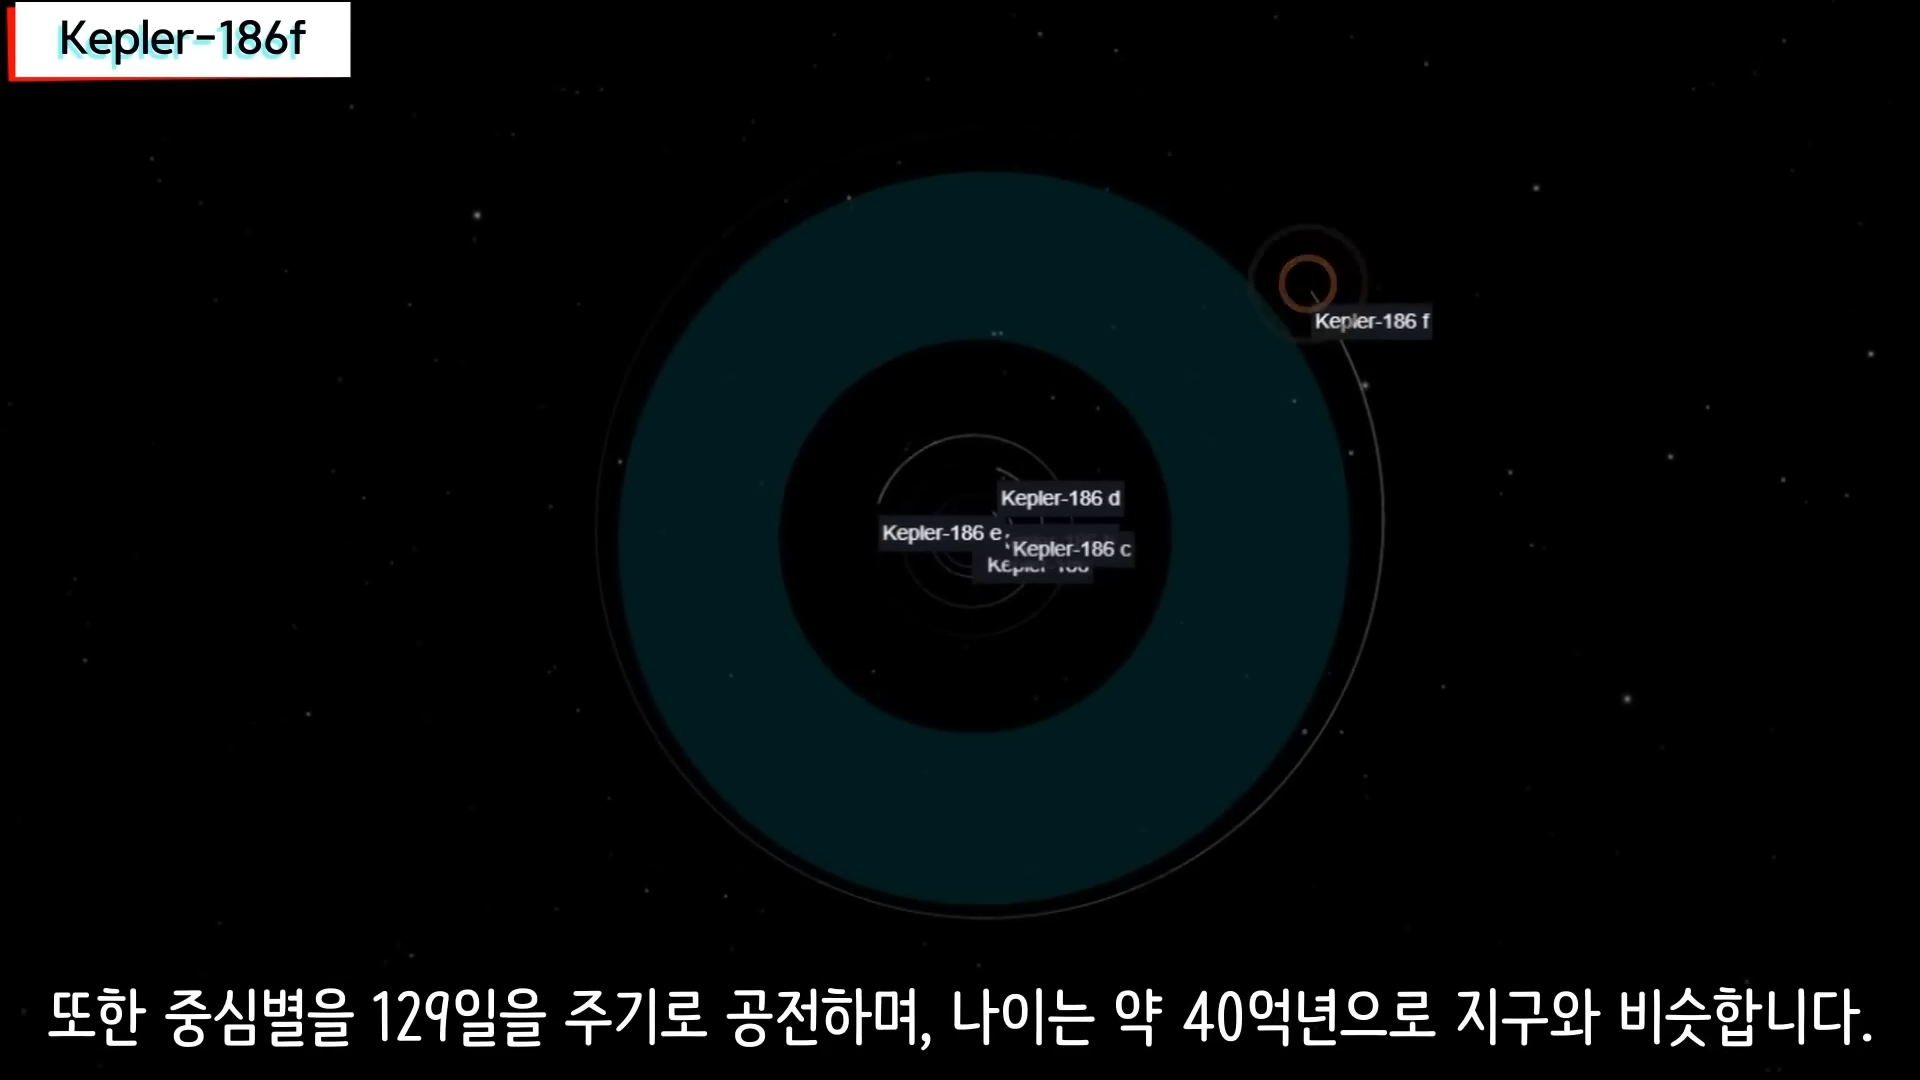 Kepler-186f
Kepler-186 f
Kepler-186 d
Kepler-186 e
Kepler-186 c
Kepler-186
또한 중심별을 129일을 주기로 공전하며, 나이는 약 40억년으로 지구와 비슷합니다.